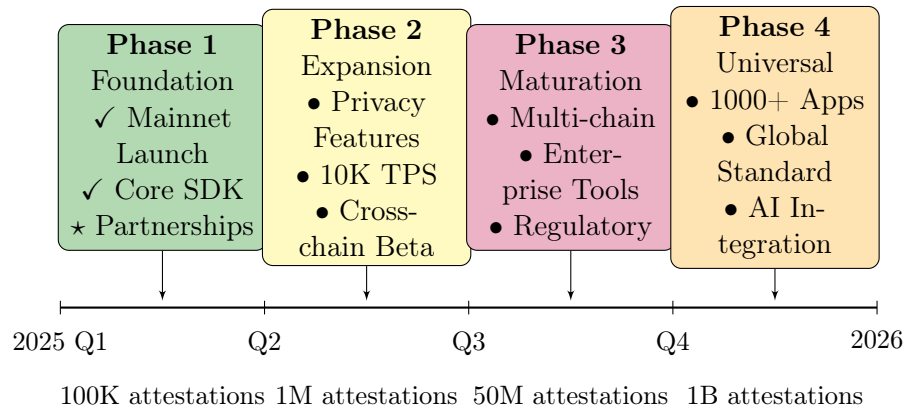 Phase 1
Foundation
✓ Mainnet
Launch
✓ Core SDK
⋆ Partnerships
Phase 2
Expansion
• Privacy
Features
• 10K TPS
• Cross-
chain Beta
Phase 3
Maturation
• Multi-chain
• Enter-
prise Tools
• Regulatory
Phase 4
Universal
• 1000+ Apps
• Global
Standard
• AI In-
tegration
2025 Q1 Q2 Q3 Q4 2026
100K attestations 1M attestations 50M attestations 1B attestations